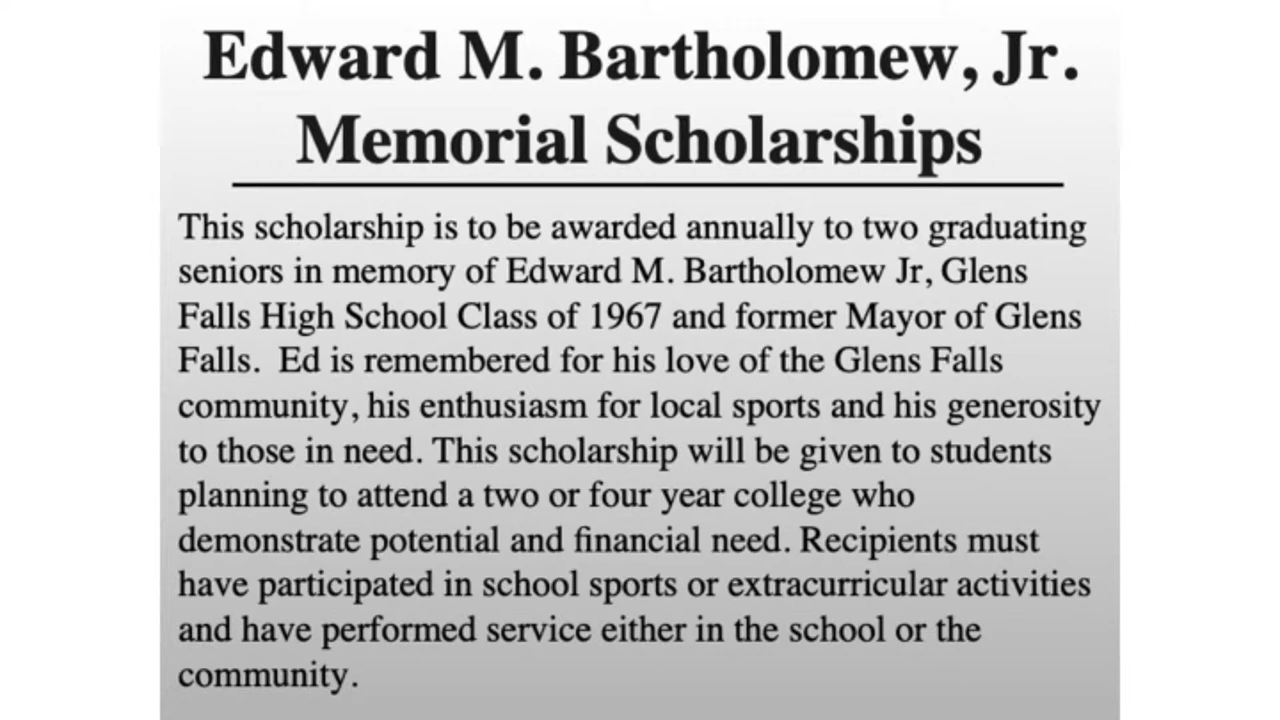 Edward M. Bartholomew, Jr.
Memorial Scholarships
This scholarship is to be awarded annually to two graduating
seniors in memory of Edward M. Bartholomew Jr, Glens
Falls High School Class of 1967 and former Mayor of Glens
Falls.  Ed is remembered for his love of the Glens Falls
community, his enthusiasm for local sports and his generosity
to those in need. This scholarship will be given to students
planning to attend a two or four year college who
demonstrate potential and financial need. Recipients must
have participated in school sports or extracurricular activities
and have performed service either in the school or the
community.